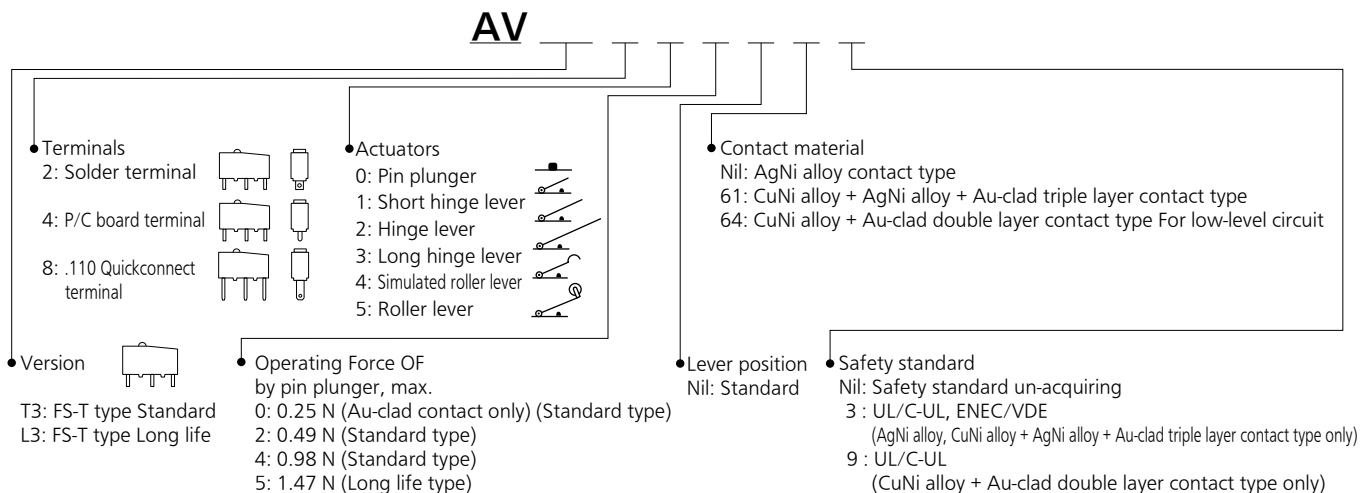 AV
Terminals
2: Solder terminal
4: P/C board terminal
8: .110 Quickconnect
terminal
Actuators
0: Pin plunger
1: Short hinge lever
2: Hinge lever
3: Long hinge lever
4: Simulated roller lever
5: Roller lever
Contact material
Nil: AgNi alloy contact type
61: CuNi alloy + AgNi alloy + Au-clad triple layer contact type
64: CuNi alloy + Au-clad double layer contact type For low-level circuit
Version
T3: FS-T type Standard
L3: FS-T type Long life
Operating Force OF
by pin plunger, max.
0: 0.25 N (Au-clad contact only) (Standard type)
2: 0.49 N (Standard type)
4: 0.98 N (Standard type)
5: 1.47 N (Long life type)
Lever position
Nil: Standard
Safety standard
Nil: Safety standard un-acquiring
3 : UL/C-UL, ENEC/VDE
(AgNi alloy, CuNi alloy + AgNi alloy + Au-clad triple layer contact type only)
9 : UL/C-UL
(CuNi alloy + Au-clad double layer contact type only)